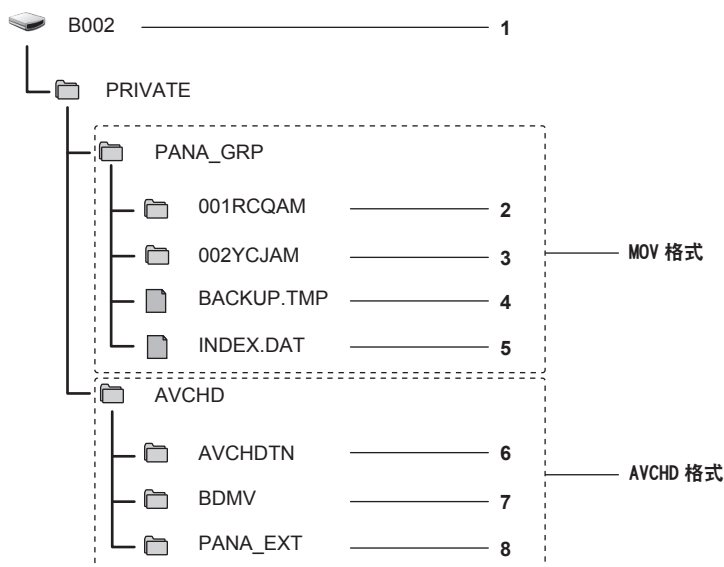 B002 1
PRIVATE
PANA_GRP
001RCQAM 2
002YCJAM 3
MOV 格式
BACKUP.TMP 4
INDEX.DAT 5
AVCHD
AVCHDTN 6
AVCHD 格式
BDMV 7
PANA_EXT 8